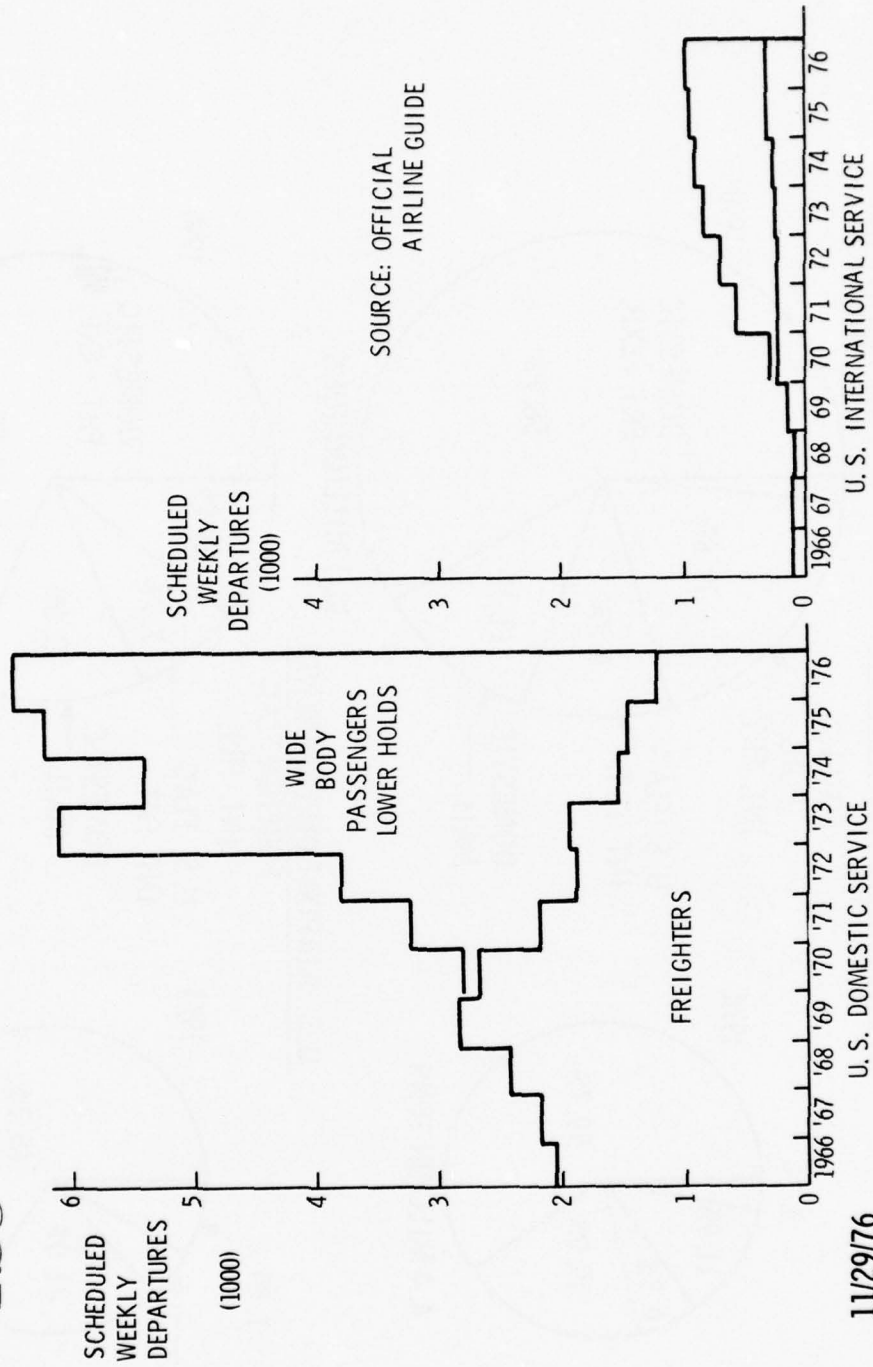 SCHEDULED
WEEKLY
DEPARTURES
(1000)
6
5
4
3
2
1
0
WIDE
BODY
PASSENGERS
LOWER HOLDS
FREIGHTERS
1966 '67 '68 '69 '70 '71 '72 '73 '74 '75 '76
U. S. DOMESTIC SERVICE
SCHEDULED
WEEKLY
DEPARTURES
(1000)
4
3
2
1
0
SOURCE: OFFICIAL
AIRLINE GUIDE
1966 67 68 69 70 71 72 73 74 75 76
U. S. INTERNATIONAL SERVICE
11/29/76